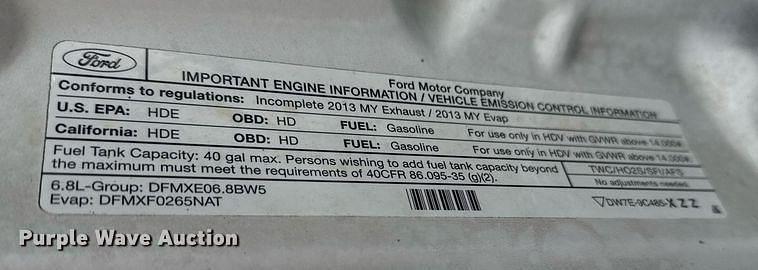 Ford
Ford Motor Company
IMPORTANT ENGINE INFORMATION / VEHICLE EMISSION CONTROL INFORMATION
Conforms to regulations: Incomplete 2013 MY Exhaust / 2013 MY Evap
U.S. EPA: HDE OBD: HD FUEL: Gasoline For use only in HDV with GVWR above 14,000#.
California: HDE OBD: HD FUEL: Gasoline For use only in HDV with GVWR above 14,000#.
Fuel Tank Capacity: 40 gal max. Persons wishing to add fuel tank capacity beyond
the maximum must meet the requirements of 40CFR 86.095-35 (g)(2).
TWC/HO2S/SFI/AFS
No adjustments needed.
6.8L-Group: DFMXE06.8BW5
Evap: DFMXF0265NAT
DW7E-9C485-XZZ
Purple Wave Auction